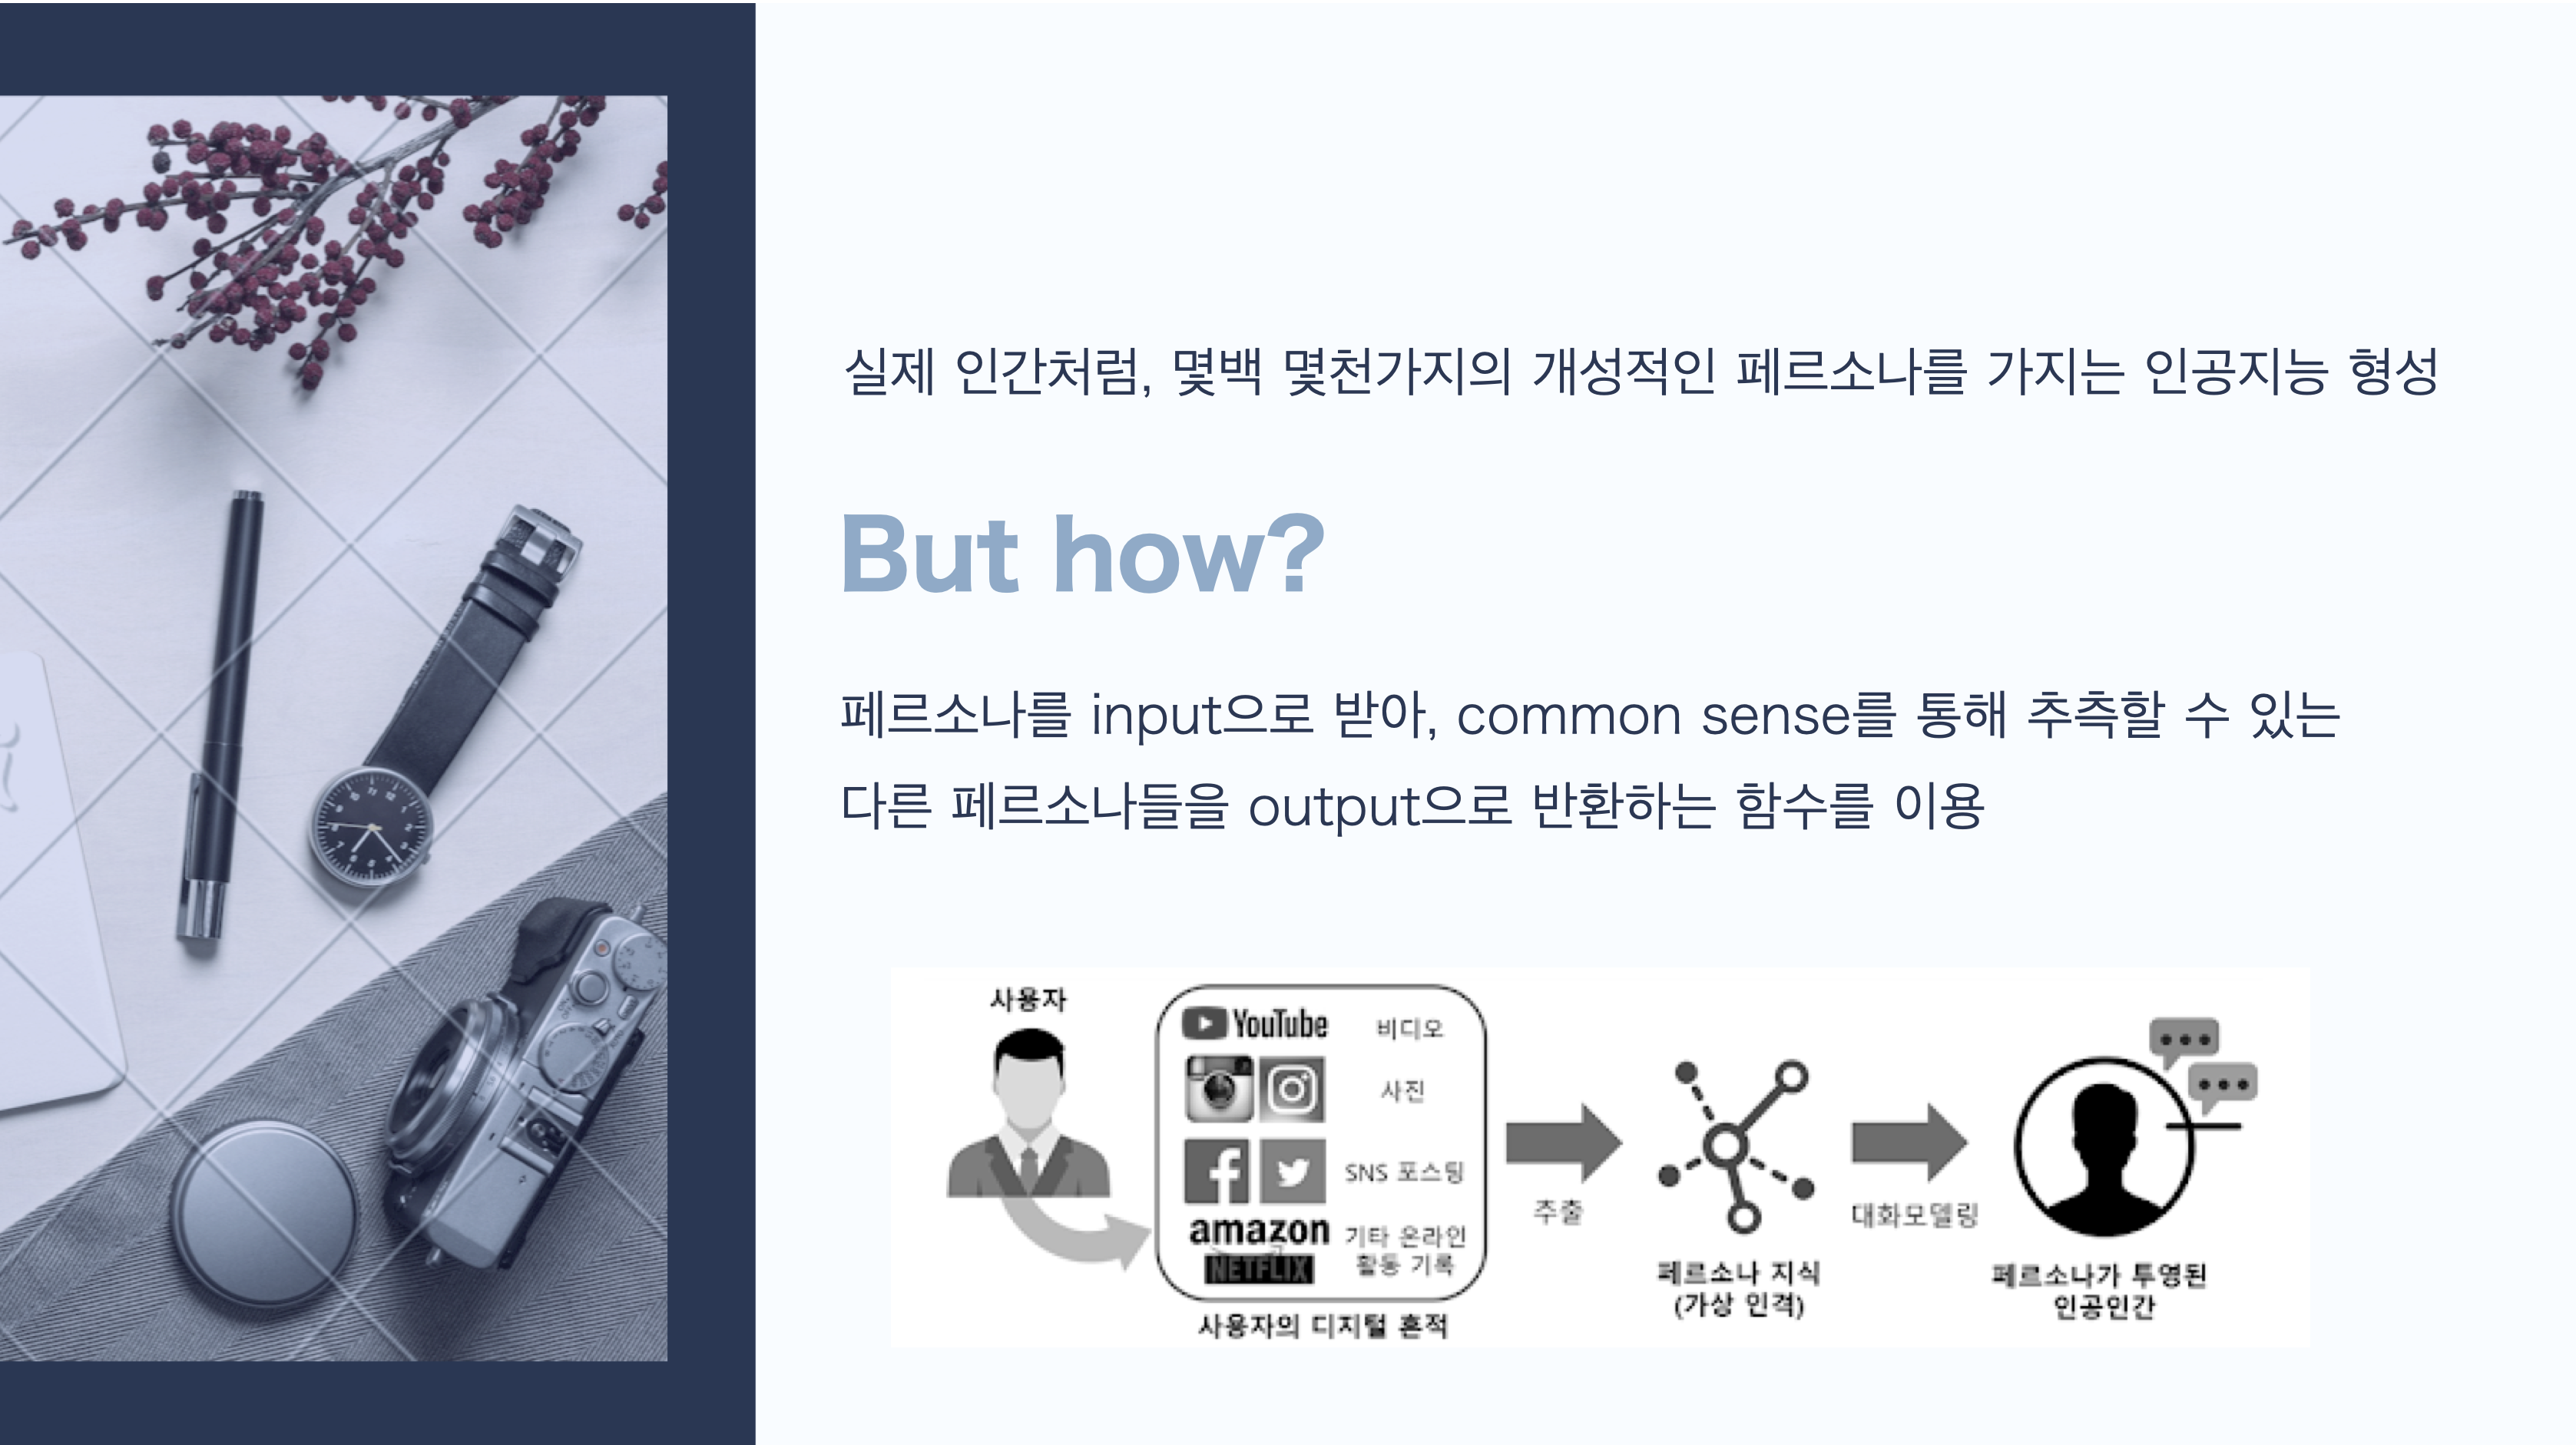 실제 인간처럼, 몇백 몇천가지의 개성적인 페르소나를 가지는 인공지능 형성
But how?
페르소나를 input으로 받아, common sense를 통해 추측할 수 있는
다른 페르소나들을 output으로 반환하는 함수를 이용
사용자
YouTube 비디오
사진
SNS 포스팅
amazon
NETFLIX
기타 온라인
활동 기록
사용자의 디지털 흔적
추출
페르소나 지식
(가상 인격)
대화모델링
페르소나가 투영된
인공인간